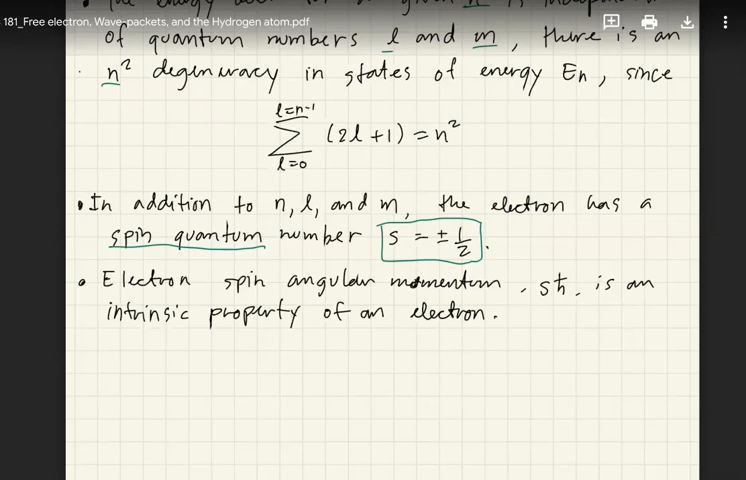 181_Free electron, Wave-packets, and the Hydrogen atom.pdf
of quantum numbers l and m, there is an
n² degeneracy in states of energy En, since
l=n-1
∑ (2l+1) = n²
l=0
• In addition to n, l, and m, the electron has a
spin quantum number s = ± 1/2.
• Electron spin angular momentum, sħ, is an
intrinsic property of an electron.